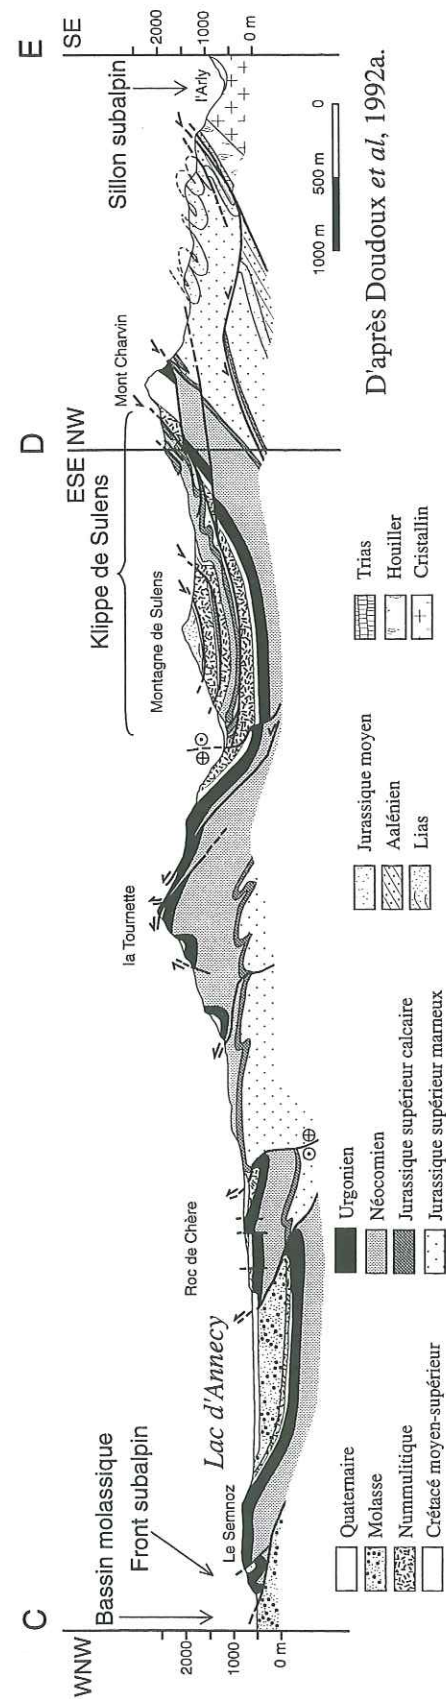 C
D
E
WNW
ESE
NW
SE
Bassin molassique
Front subalpin
Klippe de Sulens
Sillon subalpin
Le Semnoz
Lac d'Annecy
Roc de Chère
la Tournette
Montagne de Sulens
Mont Charvin
l'Arly
2000
1000
0 m
2000
1000
0 m
1000 m
500 m
0
D'après Doudoux et al, 1992a.
Quaternaire
Molasse
Nummulitique
Crétacé moyen-supérieur
Urgonien
Néocomien
Jurassique supérieur calcaire
Jurassique supérieur marneux
Jurassique moyen
Aalénien
Lias
Trias
Houiller
Cristallin